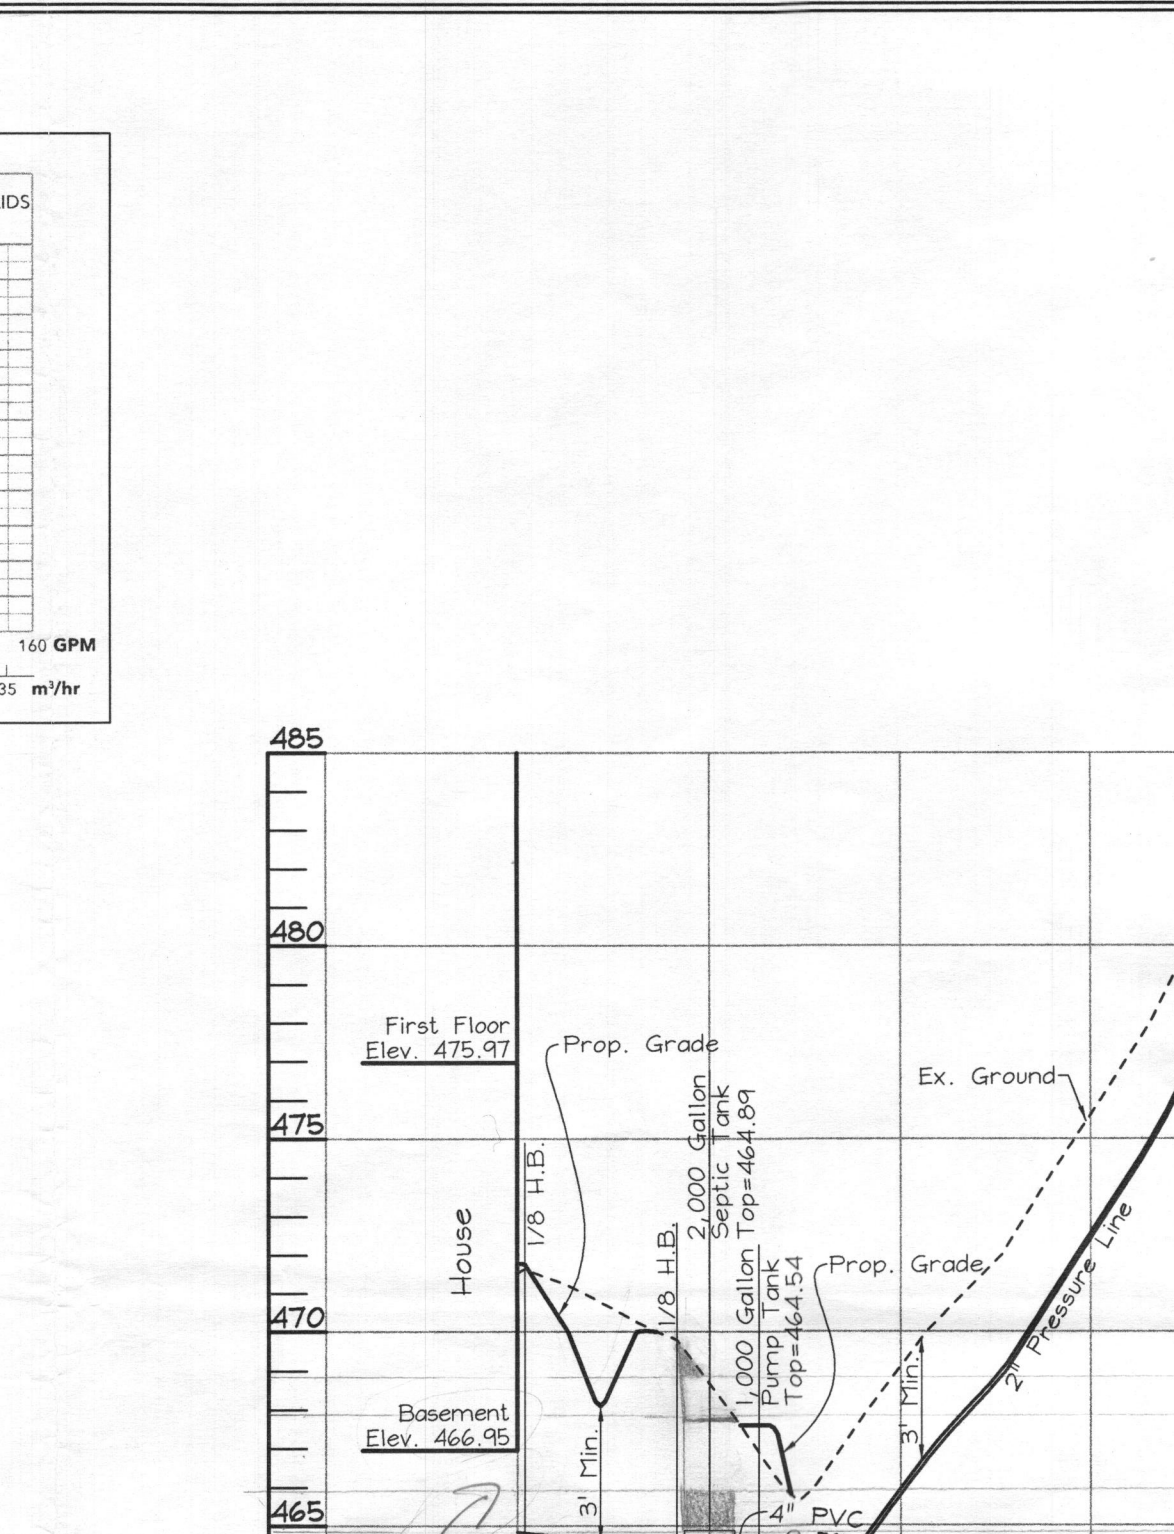 IDS
160 GPM
35 m³/hr
485
480
First Floor
Elev. 475.97
Prop. Grade
Ex. Ground
475
1/8 H.B.
2,000 Gallon
Septic Tank
Top=464.89
House
1/8 H.B.
1,000 Gallon
Pump Tank
Top=464.54
Prop. Grade
2" Pressure Line
470
3' Min.
Basement
Elev. 466.95
3' Min.
465
4" PVC